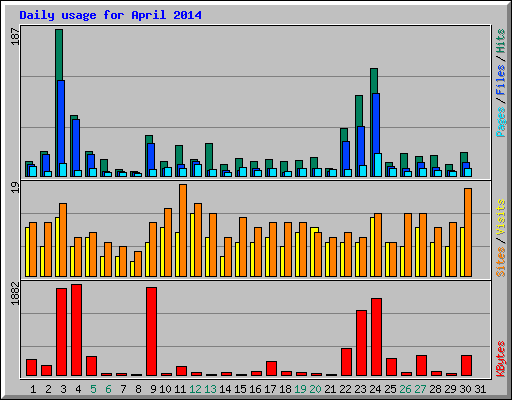 Daily usage for April 2014
187
Pages / Files / Hits
19
Sites / Visits
1882
KBytes
1 2 3 4 5 6 7 8 9 10 11 12 13 14 15 16 17 18 19 20 21 22 23 24 25 26 27 28 29 30 31